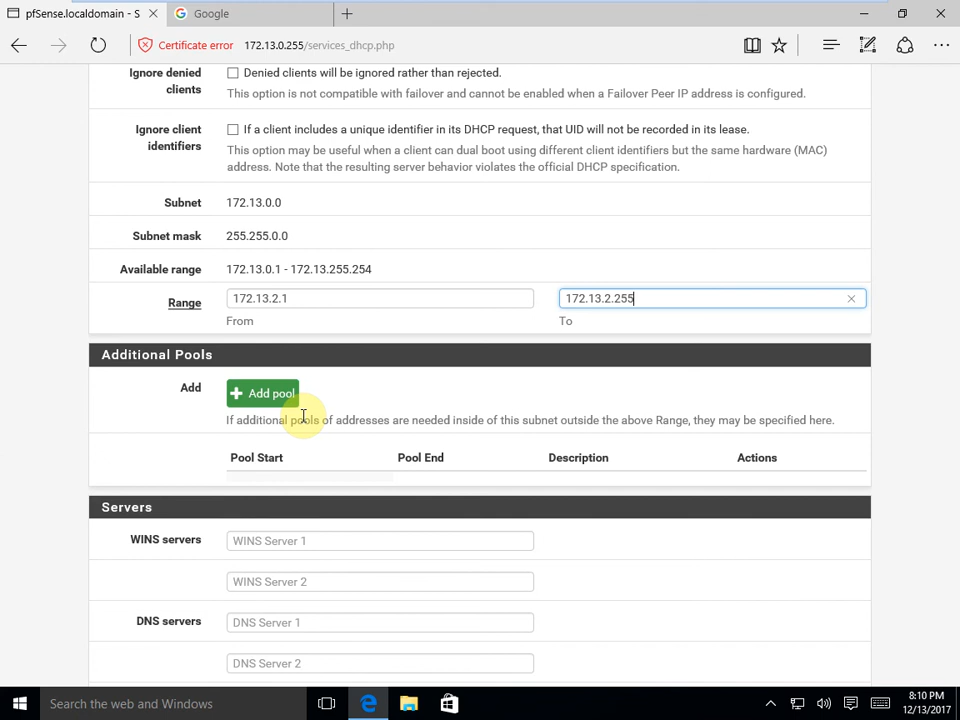 pfSense.localdomain - S
Google
Certificate error
172.13.0.255/services_dhcp.php
Ignore denied clients
Denied clients will be ignored rather than rejected.
This option is not compatible with failover and cannot be enabled when a Failover Peer IP address is configured.
Ignore client identifiers
If a client includes a unique identifier in its DHCP request, that UID will not be recorded in its lease.
This option may be useful when a client can dual boot using different client identifiers but the same hardware (MAC)
address. Note that the resulting server behavior violates the official DHCP specification.
Subnet
172.13.0.0
Subnet mask
255.255.0.0
Available range
172.13.0.1 - 172.13.255.254
Range
172.13.2.1
172.13.2.255
From
To
Additional Pools
Add
Add pool
If additional pools of addresses are needed inside of this subnet outside the above Range, they may be specified here.
Pool Start
Pool End
Description
Actions
Servers
WINS servers
WINS Server 1
WINS Server 2
DNS servers
DNS Server 1
DNS Server 2
Search the web and Windows
8:10 PM
12/13/2017